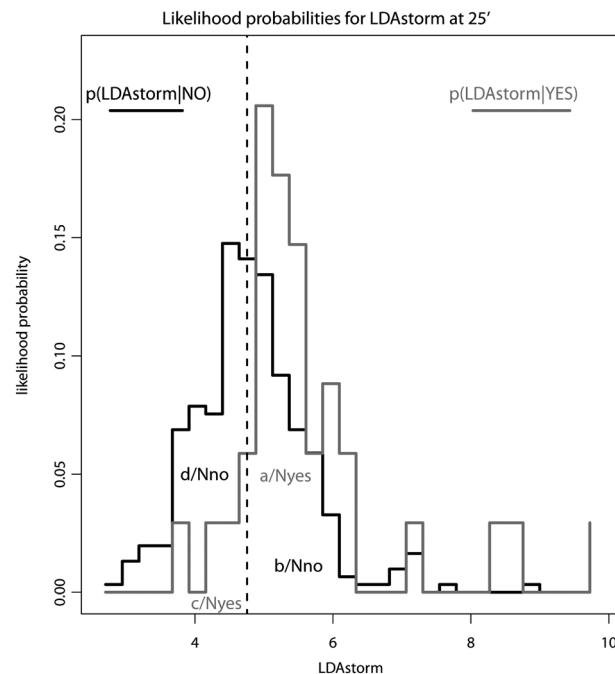 Likelihood probabilities for LDAstorm at 25′
p(LDAstorm|NO)
p(LDAstorm|YES)
likelihood probability
0.20
0.15
0.10
0.05
0.00
d/Nno
a/Nyes
b/Nno
c/Nyes
4 6 8 10
LDAstorm